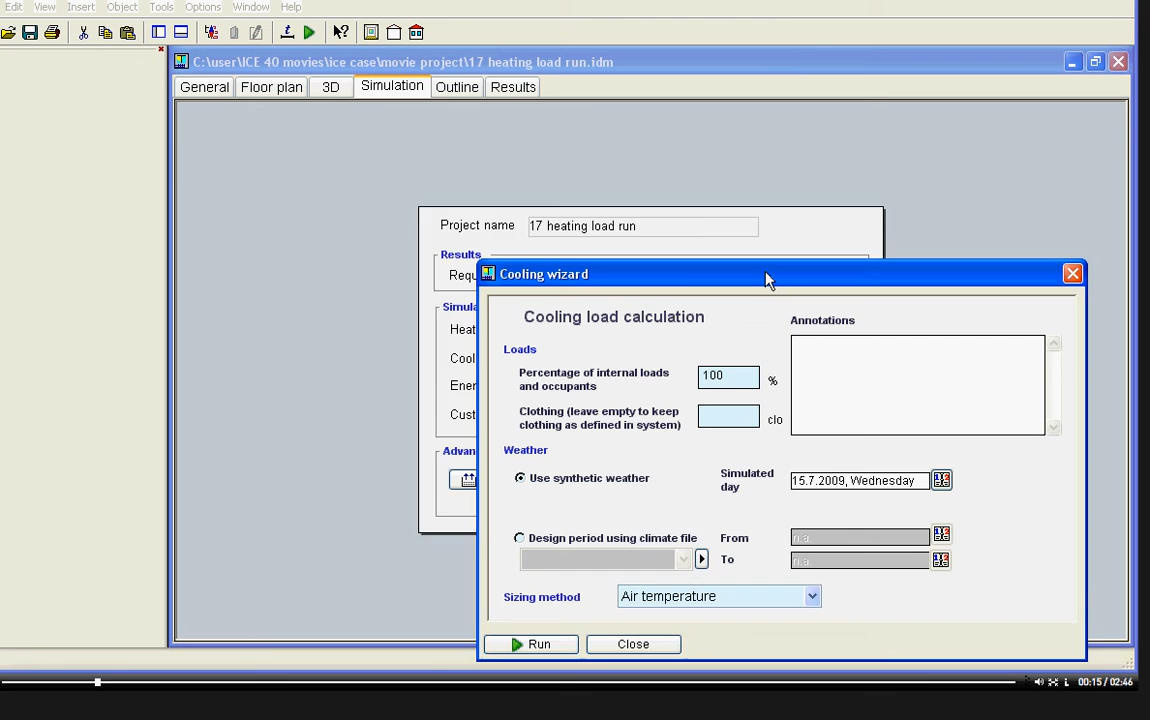 Edit View Insert Object Tools Options Window Help
C:\user\ICE 40 movies\ice case\movie project\17 heating load run.idm
General Floor plan 3D Simulation Outline Results
Project name 17 heating load run
Results
Requ
Simula
Heat
Cool
Ener
Cust
Advan
Cooling wizard
Cooling load calculation
Annotations
Loads
Percentage of internal loads
and occupants
100 %
Clothing (leave empty to keep
clothing as defined in system)
clo
Weather
Use synthetic weather
Simulated
day
15.7.2009, Wednesday
Design period using climate file
From n.a.
To n.a.
Sizing method Air temperature
Run Close
00:15 / 02:46